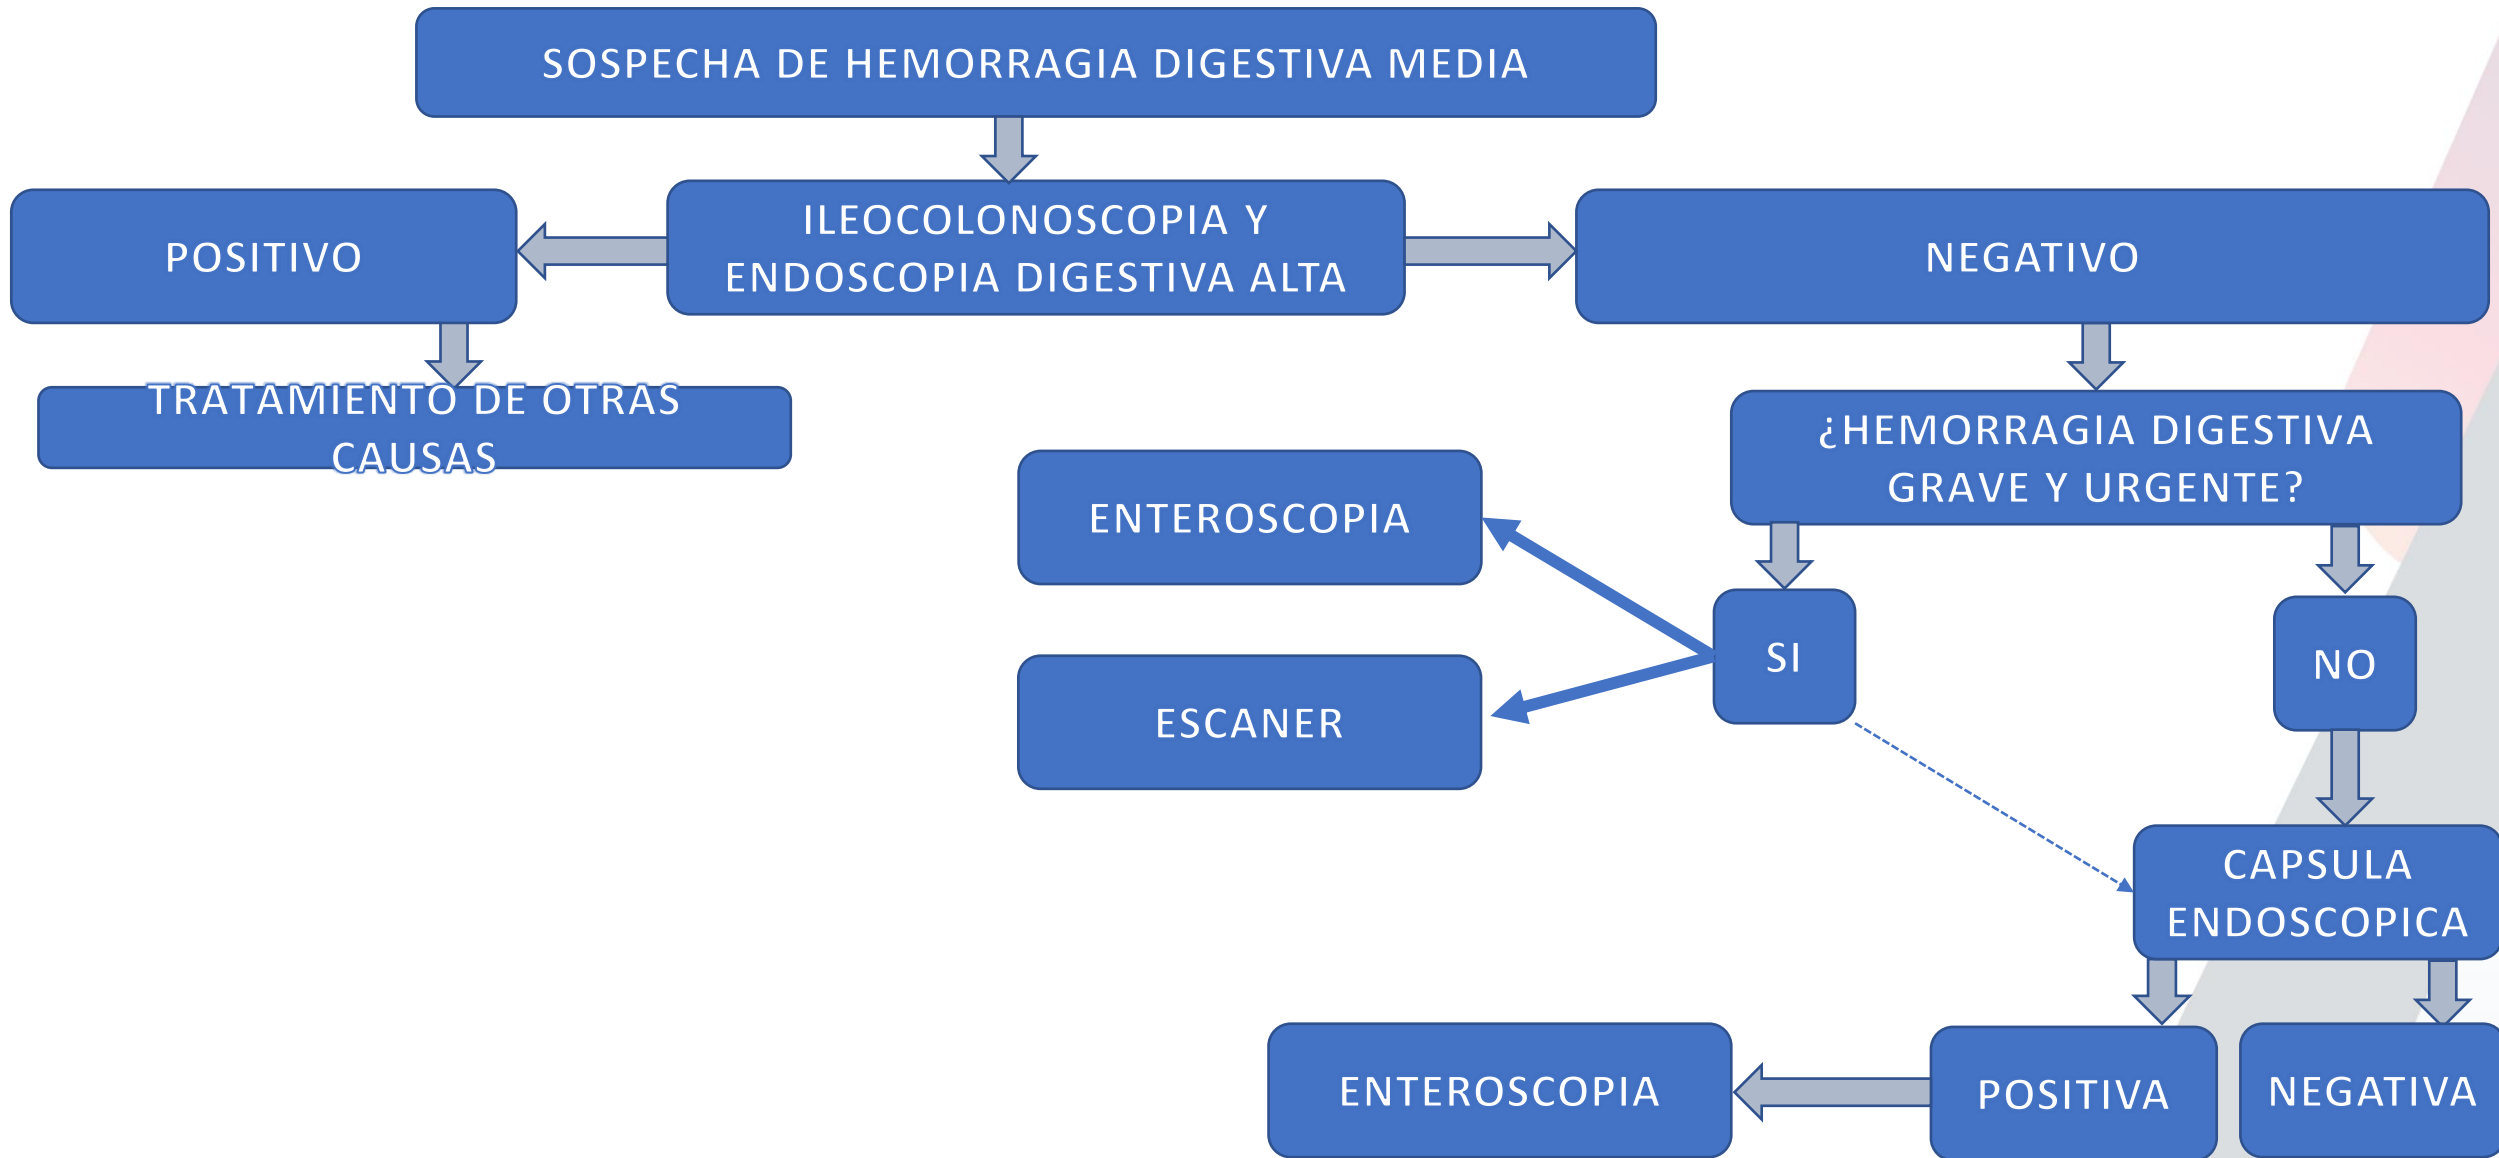 SOSPECHA DE HEMORRAGIA DIGESTIVA MEDIA
POSITIVO
ILEOCOLONOSCOPIA Y
ENDOSCOPIA DIGESTIVA ALTA
NEGATIVO
TRATAMIENTO DE OTRAS
CAUSAS
¿HEMORRAGIA DIGESTIVA
GRAVE Y URGENTE?
ENTEROSCOPIA
SI
NO
ESCANER
CAPSULA
ENDOSCOPICA
ENTEROSCOPIA
POSITIVA
NEGATIVA